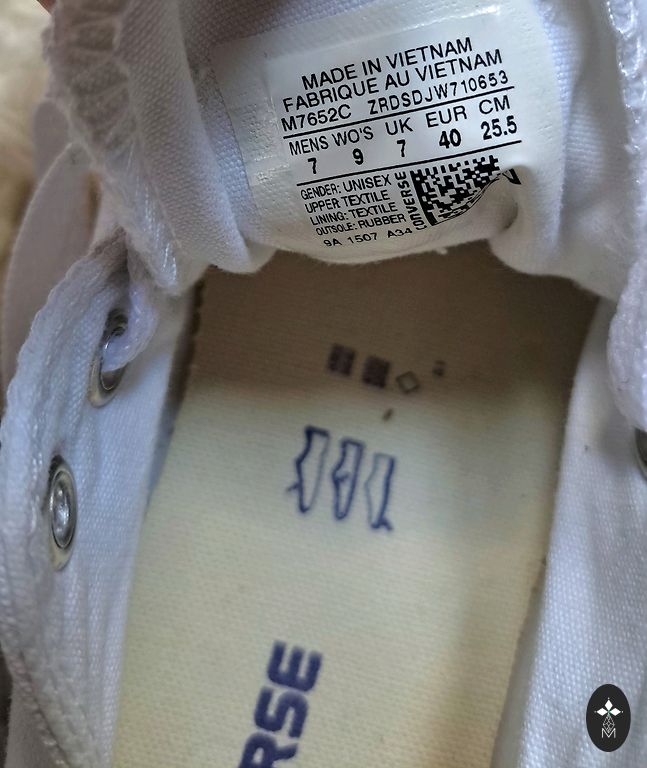 MADE IN VIETNAM
FABRIQUE AU VIETNAM
M7652C ZRDSDJW710653
MENS WO'S UK EUR CM
7 9 7 40 25.5
GENDER: UNISEX
UPPER: TEXTILE
LINING: TEXTILE
OUTSOLE: RUBBER
9A 1507 A34
CONVERSE
RSE
M